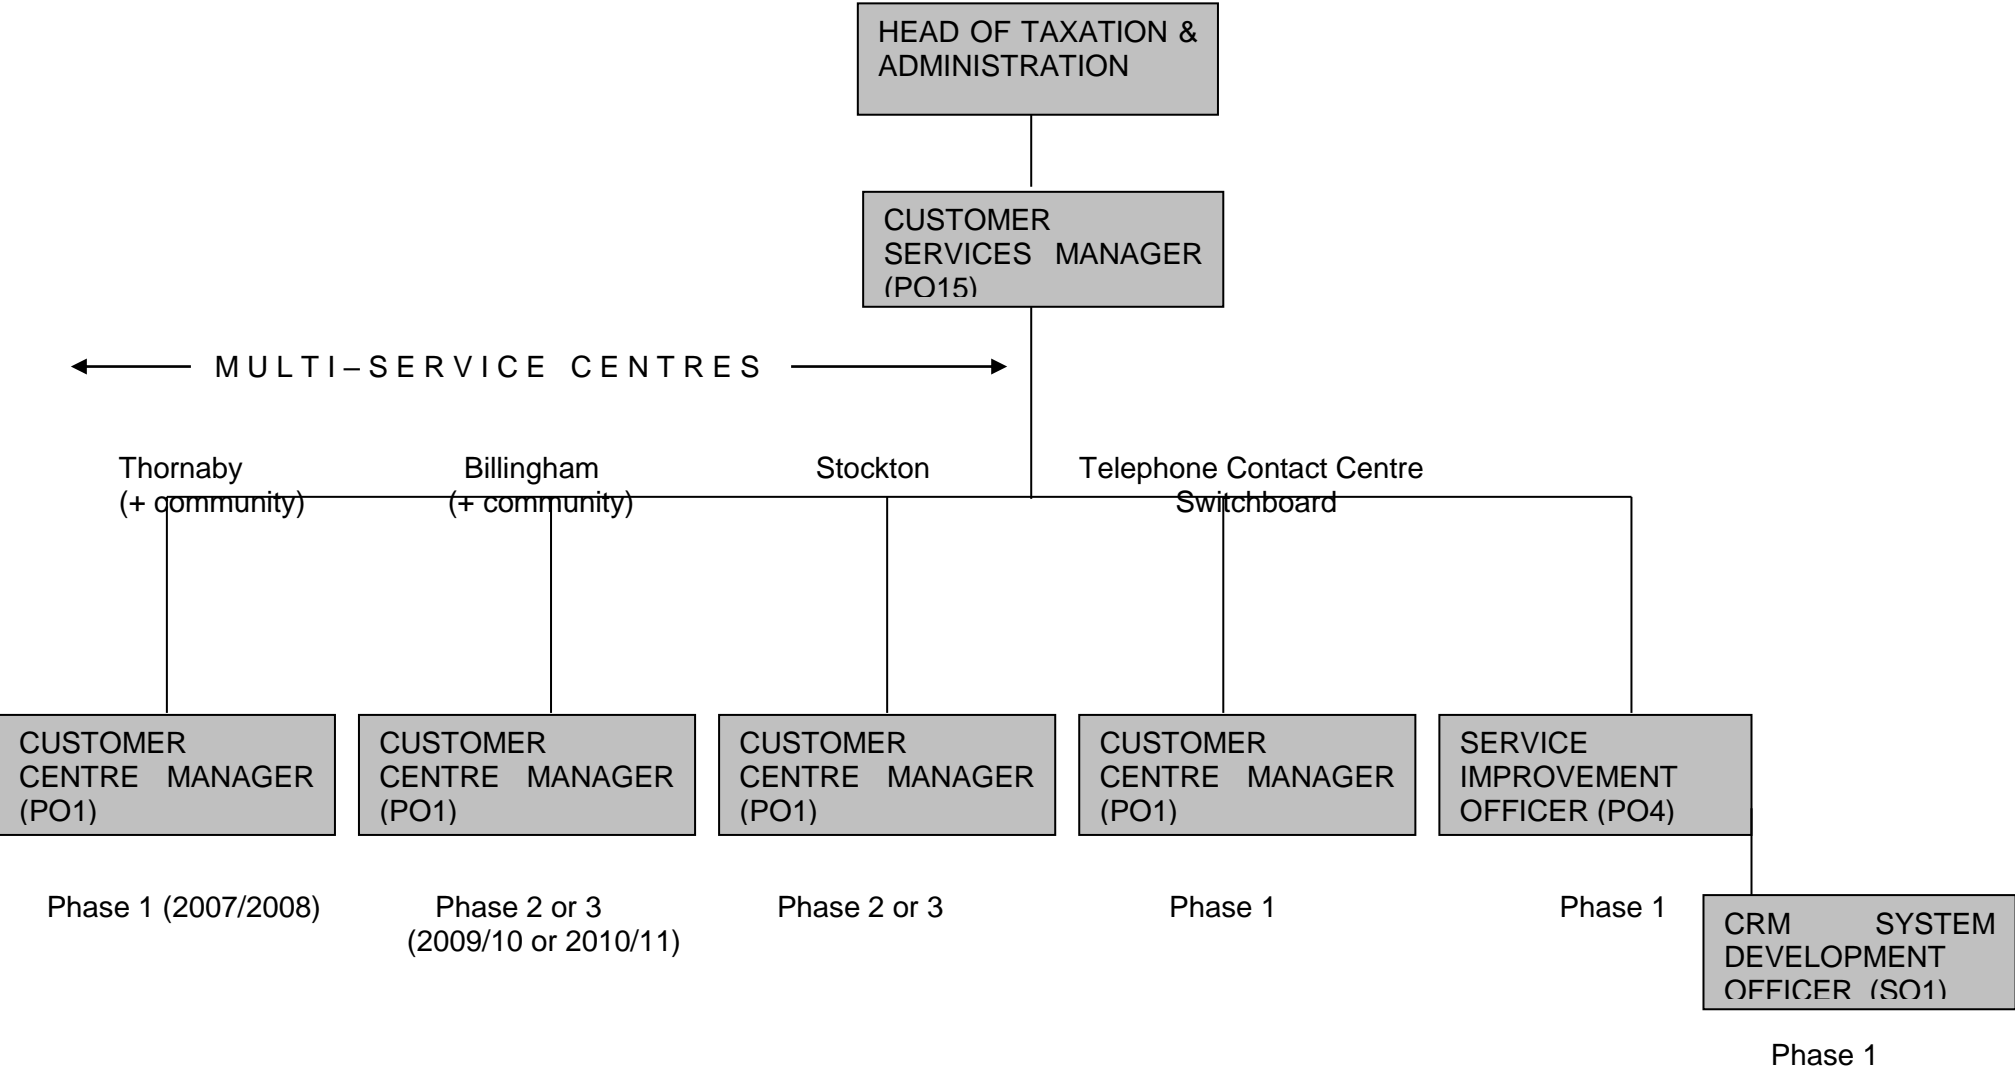 HEAD OF TAXATION &
ADMINISTRATION
CUSTOMER
SERVICES MANAGER
(PO15)
MULTI–SERVICE CENTRES
Thornaby
(+ community)
Billingham
(+ community)
Stockton
Telephone Contact Centre
Switchboard
CUSTOMER
CENTRE MANAGER
(PO1)
CUSTOMER
CENTRE MANAGER
(PO1)
CUSTOMER
CENTRE MANAGER
(PO1)
CUSTOMER
CENTRE MANAGER
(PO1)
SERVICE
IMPROVEMENT
OFFICER (PO4)
Phase 1 (2007/2008)
Phase 2 or 3
(2009/10 or 2010/11)
Phase 2 or 3
Phase 1
Phase 1
CRM SYSTEM
DEVELOPMENT
OFFICER (SO1)
Phase 1